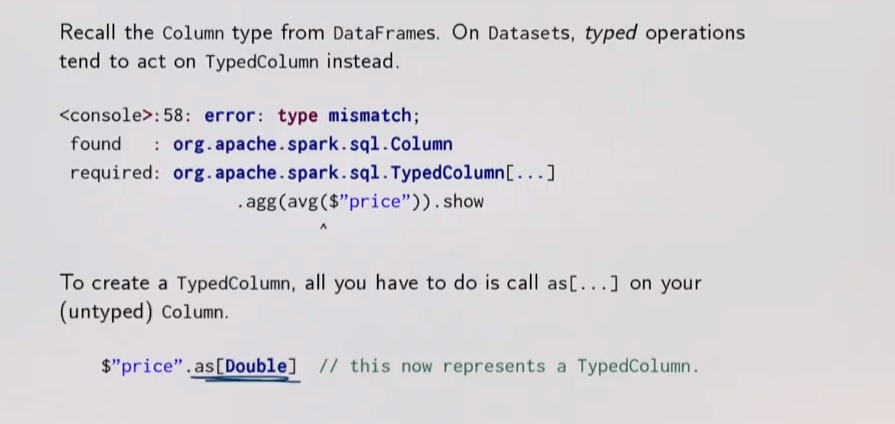 Recall the Column type from DataFrames. On Datasets, typed operations
tend to act on TypedColumn instead.
<console>:58: error: type mismatch;
found   : org.apache.spark.sql.Column
required: org.apache.spark.sql.TypedColumn[...]
.agg(avg($"price")).show
^
To create a TypedColumn, all you have to do is call as[...] on your
(untyped) Column.
$"price".as[Double]  // this now represents a TypedColumn.